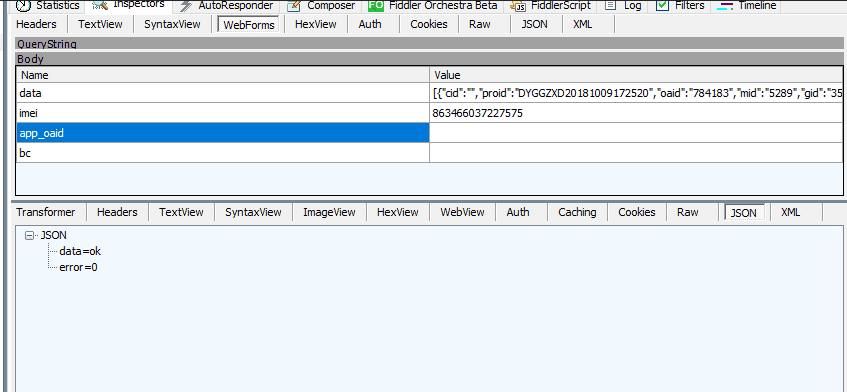 Statistics Inspectors AutoResponder Composer FO Fiddler Orchestra Beta FiddlerScript Log Filters Timeline
Headers TextView SyntaxView WebForms HexView Auth Cookies Raw JSON XML
QueryString
Body
Name Value
data [{"cid":"","proid":"DYGGZXD20181009172520","oaid":"784183","mid":"5289","gid":"35
imei 863466037227575
app_oaid
bc
Transformer Headers TextView SyntaxView ImageView HexView WebView Auth Caching Cookies Raw JSON XML
JSON
data=ok
error=0